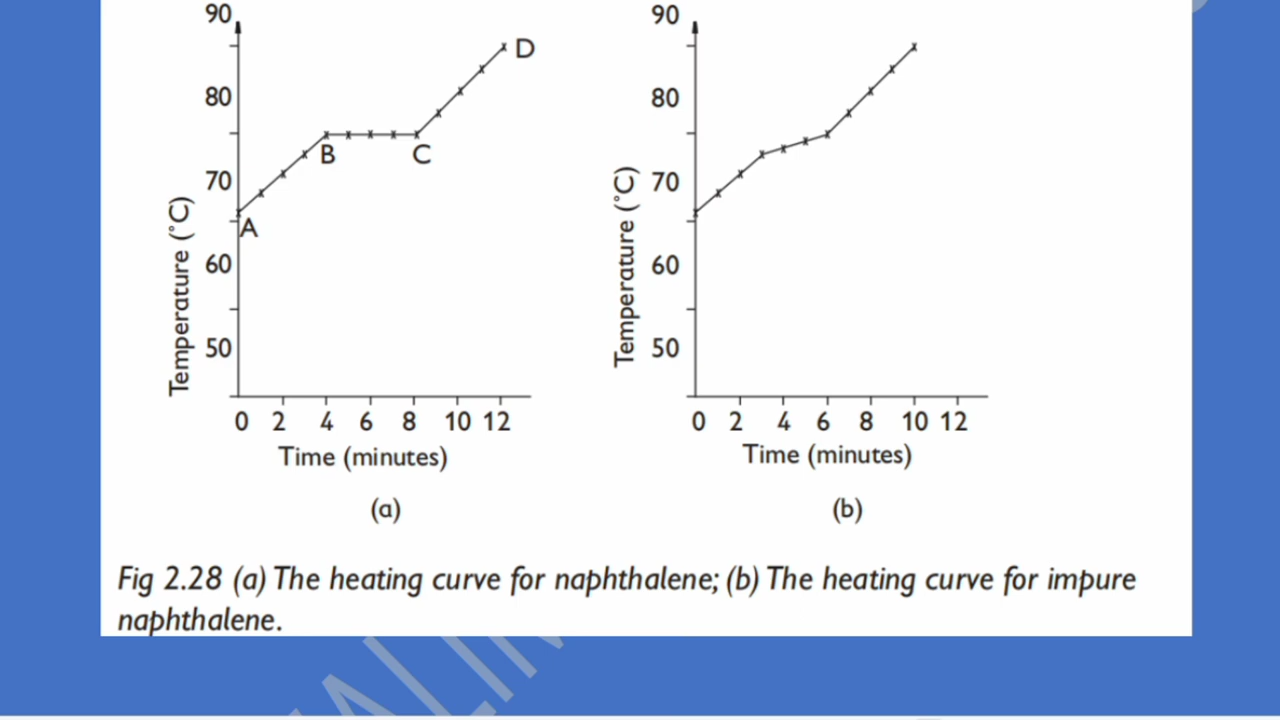 90
80
70
60
50
Temperature (°C)
A
B
C
D
0 2 4 6 8 10 12
Time (minutes)
(a)
90
80
70
60
50
Temperature (°C)
0 2 4 6 8 10 12
Time (minutes)
(b)
Fig 2.28 (a) The heating curve for naphthalene; (b) The heating curve for impure
naphthalene.